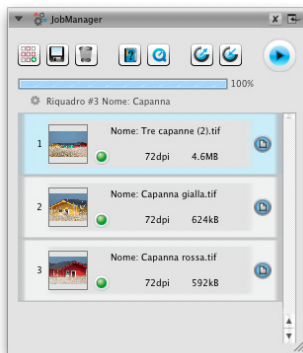 JobManager
100%
Riquadro #3 Nome: Capanna
1
Nome: Tre capanne (2).tif
72dpi 4.6MB
2
Nome: Capanna gialla.tif
72dpi 624kB
3
Nome: Capanna rossa.tif
72dpi 592kB